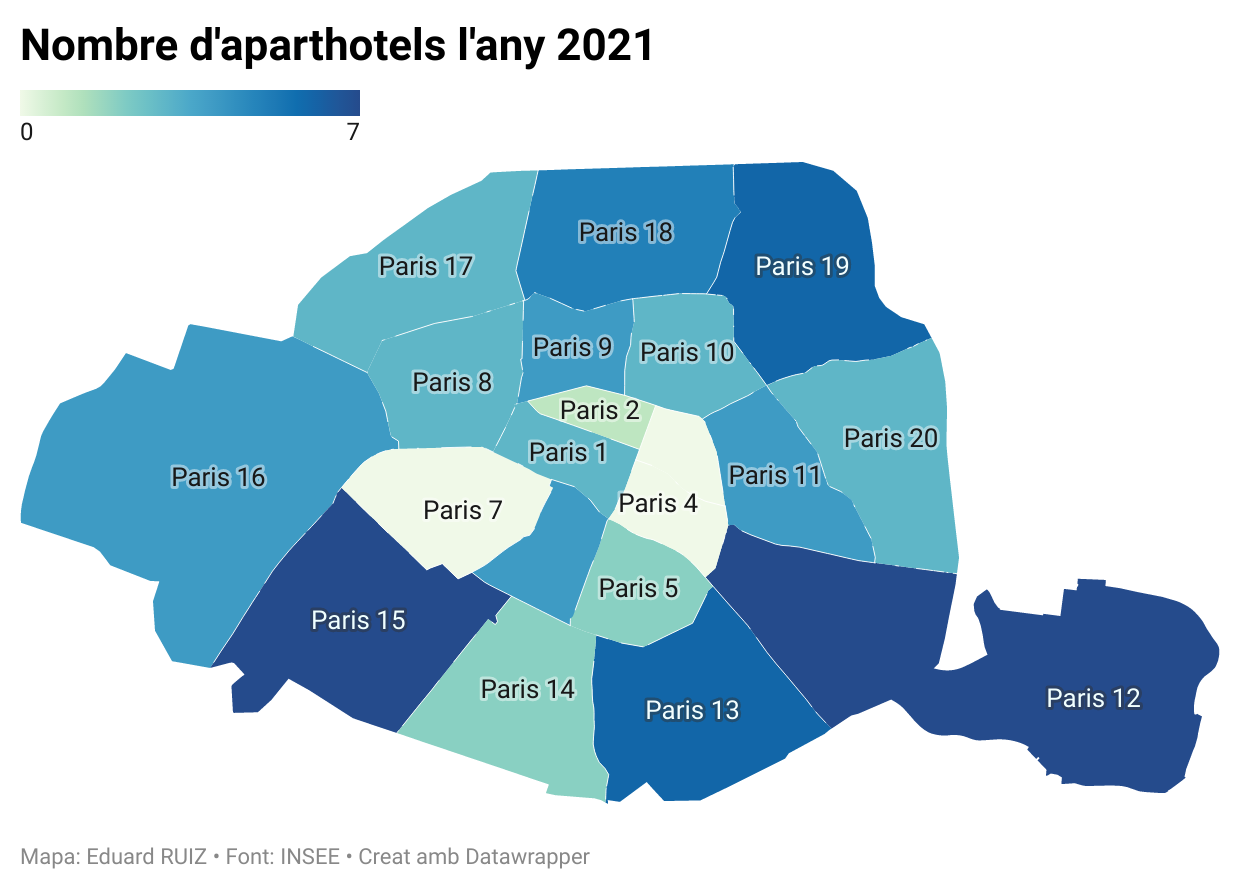 Nombre d'aparthotels l'any 2021
0 7
Paris 18
Paris 17
Paris 19
Paris 9
Paris 10
Paris 8
Paris 2
Paris 20
Paris 1
Paris 16
Paris 11
Paris 4
Paris 7
Paris 5
Paris 15
Paris 14
Paris 12
Paris 13
Mapa: Eduard RUIZ • Font: INSEE • Creat amb Datawrapper